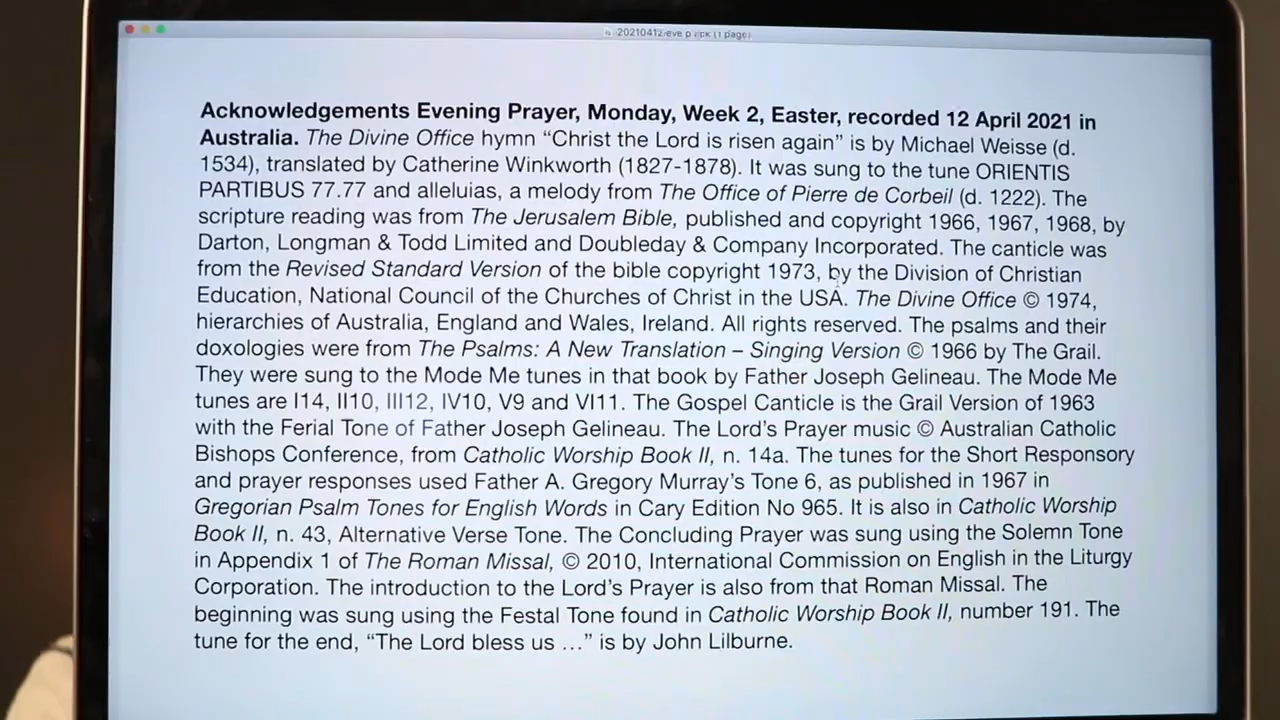 (1 page)
Acknowledgements Evening Prayer, Monday, Week 2, Easter, recorded 12 April 2021 in
Australia. The Divine Office hymn “Christ the Lord is risen again” is by Michael Weisse (d.
1534), translated by Catherine Winkworth (1827-1878). It was sung to the tune ORIENTIS
PARTIBUS 77.77 and alleluias, a melody from The Office of Pierre de Corbeil (d. 1222). The
scripture reading was from The Jerusalem Bible, published and copyright 1966, 1967, 1968, by
Darton, Longman & Todd Limited and Doubleday & Company Incorporated. The canticle was
from the Revised Standard Version of the bible copyright 1973, by the Division of Christian
Education, National Council of the Churches of Christ in the USA. The Divine Office © 1974,
hierarchies of Australia, England and Wales, Ireland. All rights reserved. The psalms and their
doxologies were from The Psalms: A New Translation – Singing Version © 1966 by The Grail.
They were sung to the Mode Me tunes in that book by Father Joseph Gelineau. The Mode Me
tunes are I14, II10, III12, IV10, V9 and VI11. The Gospel Canticle is the Grail Version of 1963
with the Ferial Tone of Father Joseph Gelineau. The Lord’s Prayer music © Australian Catholic
Bishops Conference, from Catholic Worship Book II, n. 14a. The tunes for the Short Responsory
and prayer responses used Father A. Gregory Murray’s Tone 6, as published in 1967 in
Gregorian Psalm Tones for English Words in Cary Edition No 965. It is also in Catholic Worship
Book II, n. 43, Alternative Verse Tone. The Concluding Prayer was sung using the Solemn Tone
in Appendix 1 of The Roman Missal, © 2010, International Commission on English in the Liturgy
Corporation. The introduction to the Lord’s Prayer is also from that Roman Missal. The
beginning was sung using the Festal Tone found in Catholic Worship Book II, number 191. The
tune for the end, “The Lord bless us …” is by John Lilburne.